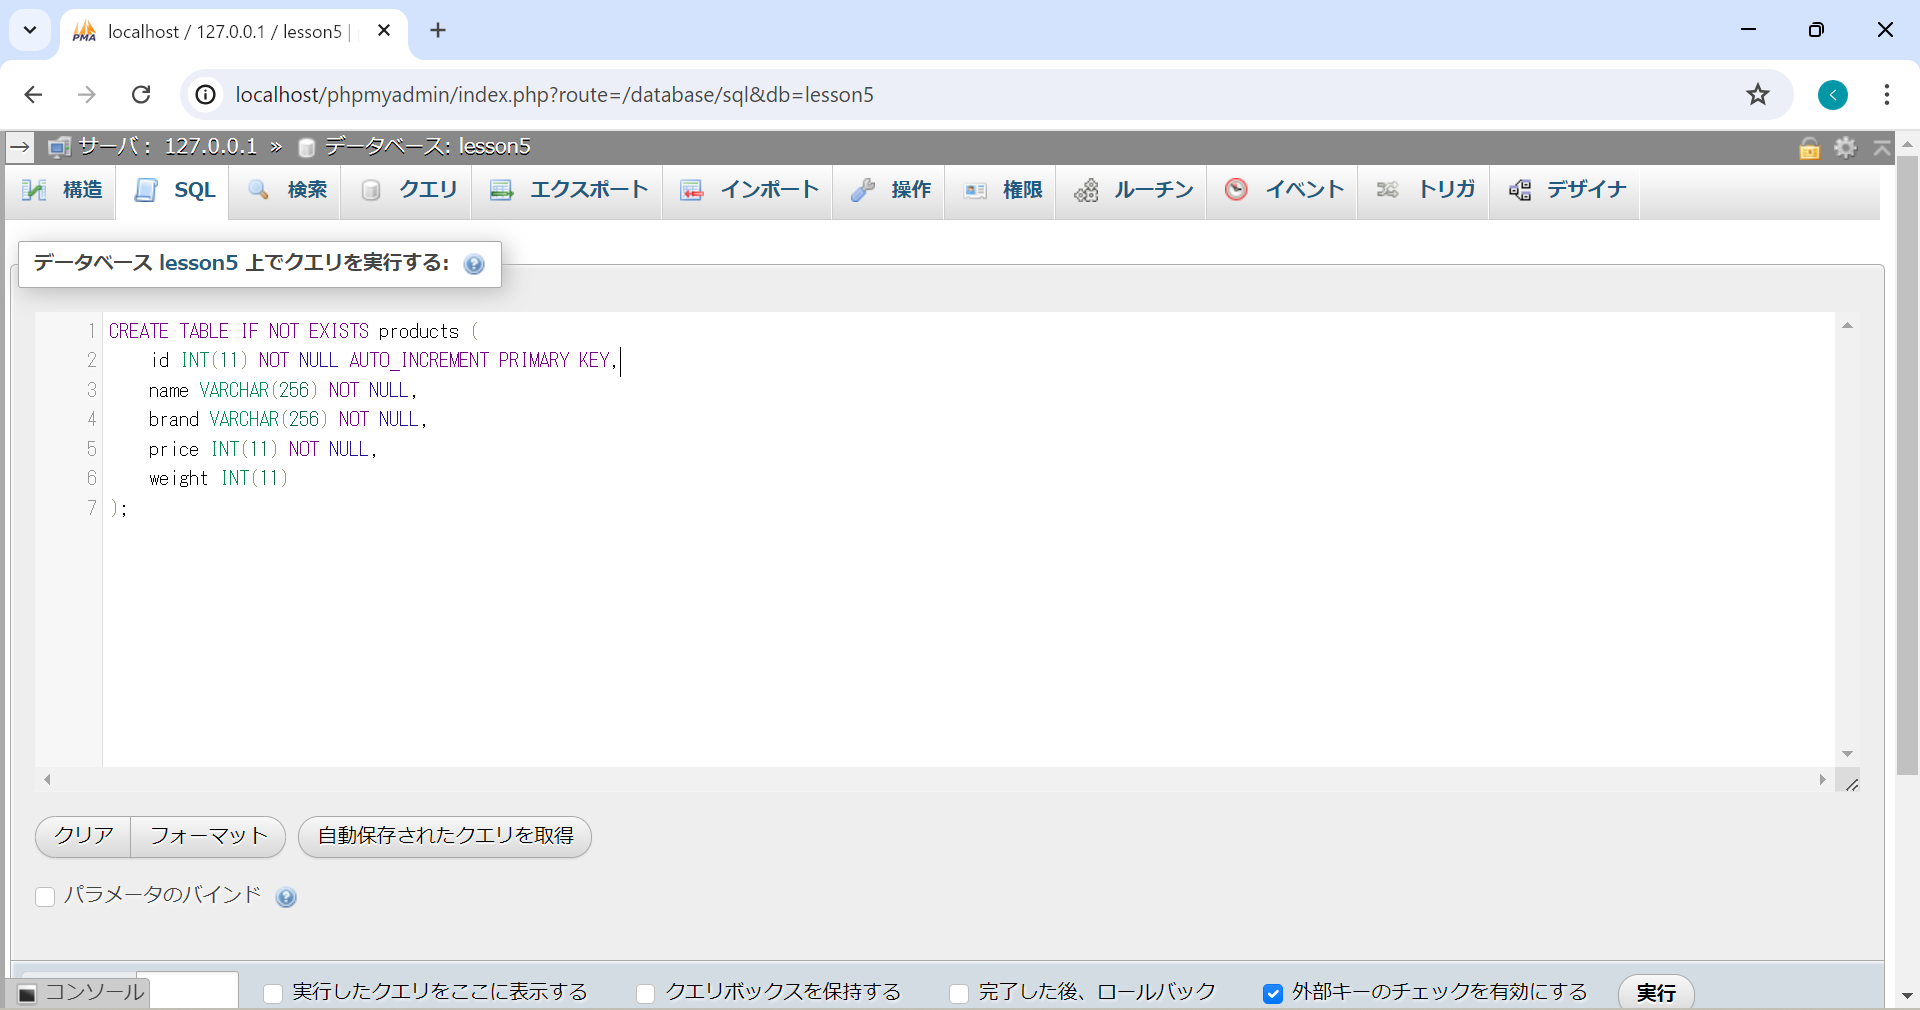 PMA localhost / 127.0.0.1 / lesson5 |
localhost/phpmyadmin/index.php?route=/database/sql&db=lesson5
サーバ： 127.0.0.1 » データベース: lesson5
構造 SQL 検索 クエリ エクスポート インポート 操作 権限 ルーチン イベント トリガ デザイナ
データベース lesson5 上でクエリを実行する:
1 CREATE TABLE IF NOT EXISTS products (
2 id INT(11) NOT NULL AUTO_INCREMENT PRIMARY KEY,
3 name VARCHAR(256) NOT NULL,
4 brand VARCHAR(256) NOT NULL,
5 price INT(11) NOT NULL,
6 weight INT(11)
7 );
クリア フォーマット 自動保存されたクエリを取得
パラメータのバインド
コンソール 実行したクエリをここに表示する クエリボックスを保持する 完了した後、ロールバック 外部キーのチェックを有効にする 実行